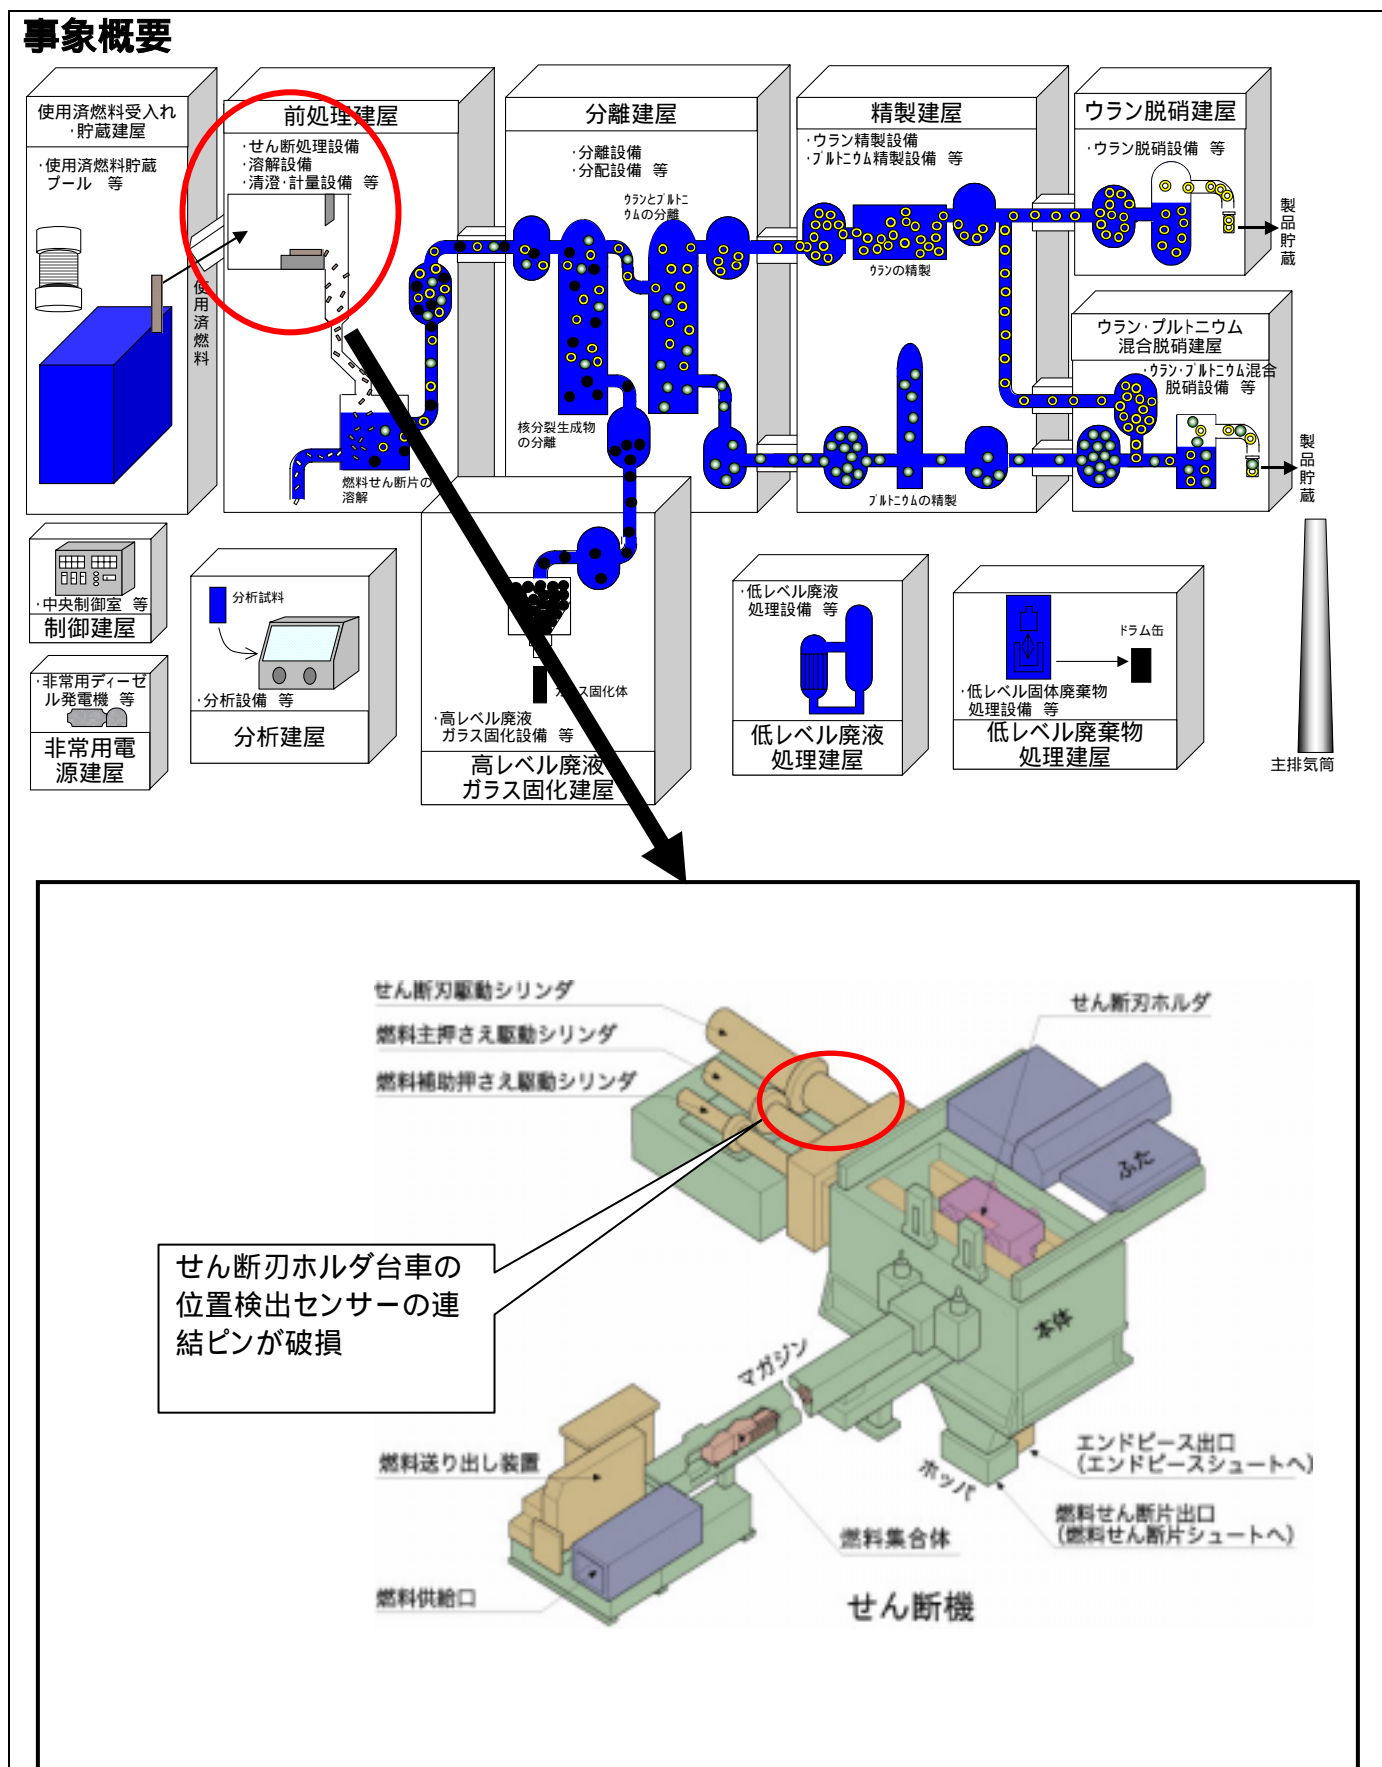 事象概要
使用済燃料受入れ
・貯蔵建屋
・使用済燃料貯蔵
プール 等
使用済燃料
前処理建屋
・せん断処理設備
・溶解設備
・清澄・計量設備 等
燃料せん断片の
溶解
分離建屋
・分離設備
・分配設備 等
ウランとプルトニ
ウムの分離
核分裂生成物
の分離
精製建屋
・ウラン精製設備
・プルトニウム精製設備 等
ウランの精製
プルトニウムの精製
ウラン脱硝建屋
・ウラン脱硝設備 等
製品貯蔵
ウラン・プルトニウム
混合脱硝建屋
・ウラン・プルトニウム混合
脱硝設備 等
製品貯蔵
・中央制御室 等
制御建屋
・非常用ディーゼ
ル発電機 等
非常用電
源建屋
分析試料
・分析設備 等
分析建屋
ガラス固化体
・高レベル廃液
ガラス固化設備 等
高レベル廃液
ガラス固化建屋
・低レベル廃液
処理設備 等
低レベル廃液
処理建屋
ドラム缶
・低レベル固体廃棄物
処理設備 等
低レベル廃棄物
処理建屋
主排気筒
せん断刃駆動シリンダ
燃料主押さえ駆動シリンダ
燃料補助押さえ駆動シリンダ
せん断刃ホルダ
ふた
本体
せん断刃ホルダ台車の
位置検出センサーの連
結ピンが破損
マガジン
ホッパ
エンドピース出口
(エンドピースシュートへ)
燃料せん断片出口
(燃料せん断片シュートへ)
燃料送り出し装置
燃料集合体
燃料供給口
せん断機